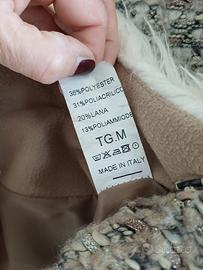 36%POLYESTER
31%POLIACRILICO
20%LANA
13%POLIAMMIDE
TG.M
MADE IN ITALY